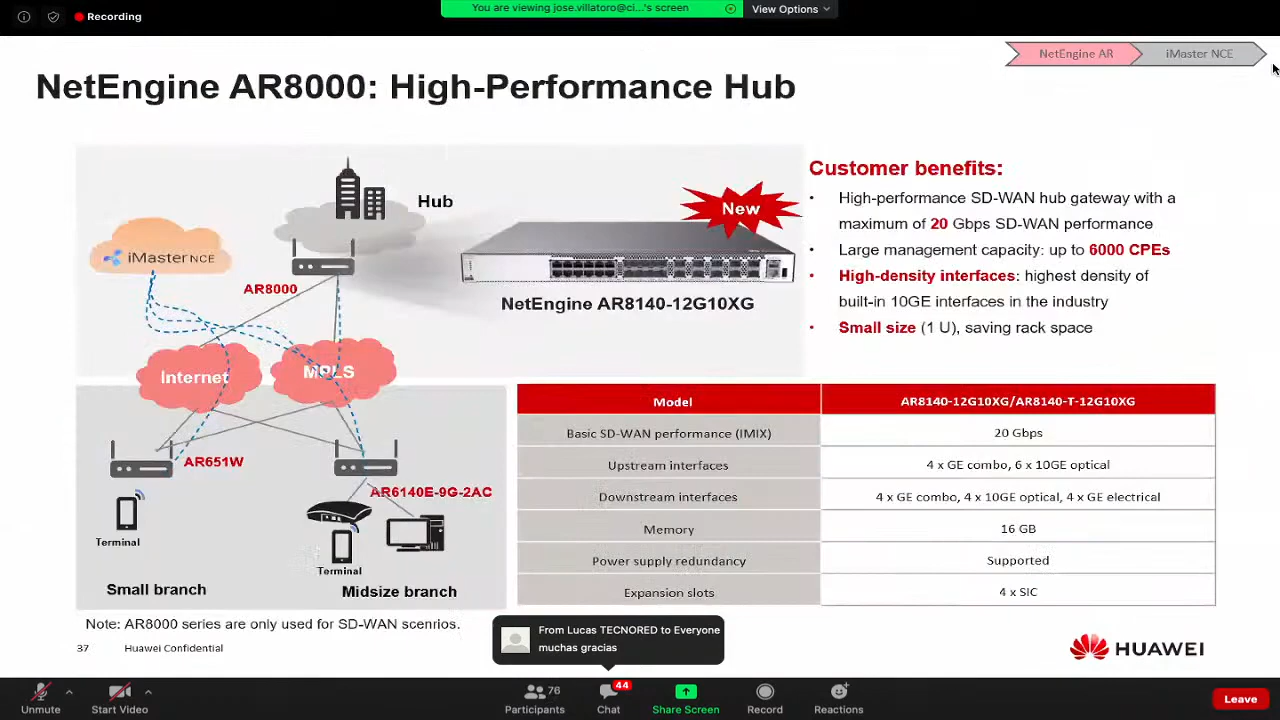 Recording
You are viewing jose.villatoro@ci...'s screen
View Options
NetEngine AR
iMaster NCE
NetEngine AR8000: High-Performance Hub
Hub
New
iMaster NCE
AR8000
NetEngine AR8140-12G10XG
Internet
MPLS
AR651W
AR6140E-9G-2AC
Terminal
Terminal
Small branch
Midsize branch
Note: AR8000 series are only used for SD-WAN scenrios.
Customer benefits:
• High-performance SD-WAN hub gateway with a
maximum of 20 Gbps SD-WAN performance
• Large management capacity: up to 6000 CPEs
• High-density interfaces: highest density of
built-in 10GE interfaces in the industry
• Small size (1 U), saving rack space
Model AR8140-12G10XG/AR8140-T-12G10XG
Basic SD-WAN performance (IMIX) 20 Gbps
Upstream interfaces 4 x GE combo, 6 x 10GE optical
Downstream interfaces 4 x GE combo, 4 x 10GE optical, 4 x GE electrical
Memory 16 GB
Power supply redundancy Supported
Expansion slots 4 x SIC
37 Huawei Confidential
HUAWEI
From Lucas TECNORED to Everyone
muchas gracias
Unmute
Start Video
76
Participants
44
Chat
Share Screen
Record
Reactions
Leave